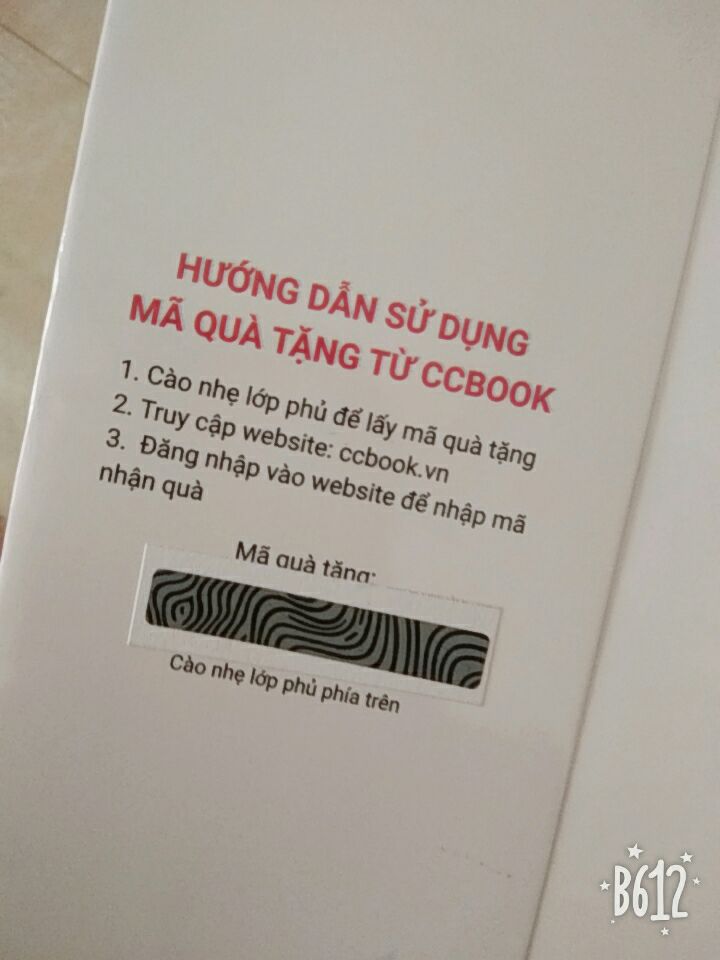 HƯỚNG DẪN SỬ DỤNG
MÃ QUÀ TẶNG TỪ CCBOOK
1. Cào nhẹ lớp phủ để lấy mã quà tặng
2. Truy cập website: ccbook.vn
3. Đăng nhập vào website để nhập mã
nhận quà
Mã quà tặng:
Cào nhẹ lớp phủ phía trên
B612